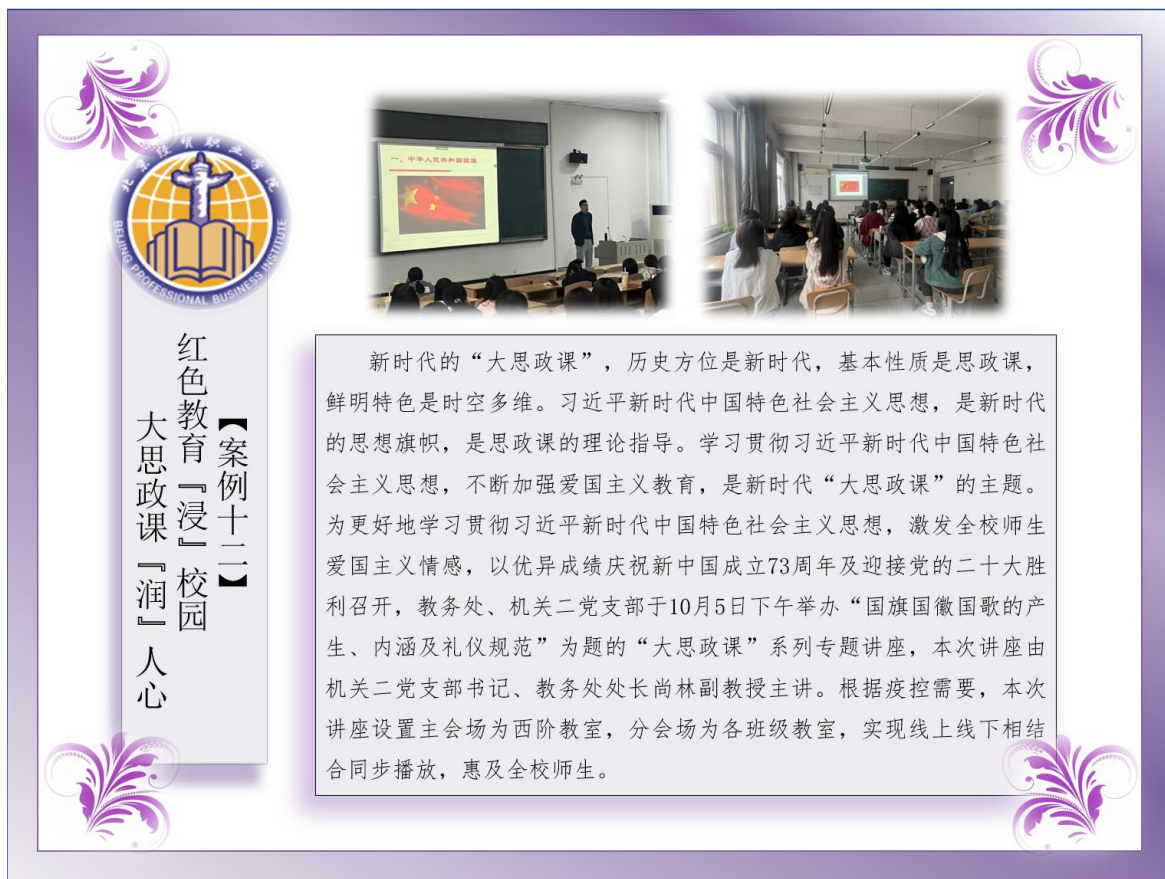 北京经贸职业学院
BEIJING PROFESSIONAL BUSINESS INSTITUTE
【案例十二】
红色教育『浸』校园
大思政课『润』人心
一、中华人民共和国国旗
新时代的“大思政课”，历史方位是新时代，基本性质是思政课，
鲜明特色是时空多维。习近平新时代中国特色社会主义思想，是新时代
的思想旗帜，是思政课的理论指导。学习贯彻习近平新时代中国特色社
会主义思想，不断加强爱国主义教育，是新时代“大思政课”的主题。
为更好地学习贯彻习近平新时代中国特色社会主义思想，激发全校师生
爱国主义情感，以优异成绩庆祝新中国成立73周年及迎接党的二十大胜
利召开，教务处、机关二党支部于10月5日下午举办“国旗国徽国歌的产
生、内涵及礼仪规范”为题的“大思政课”系列专题讲座，本次讲座由
机关二党支部书记、教务处处长尚林副教授主讲。根据疫控需要，本次
讲座设置主会场为西阶教室，分会场为各班级教室，实现线上线下相结
合同步播放，惠及全校师生。